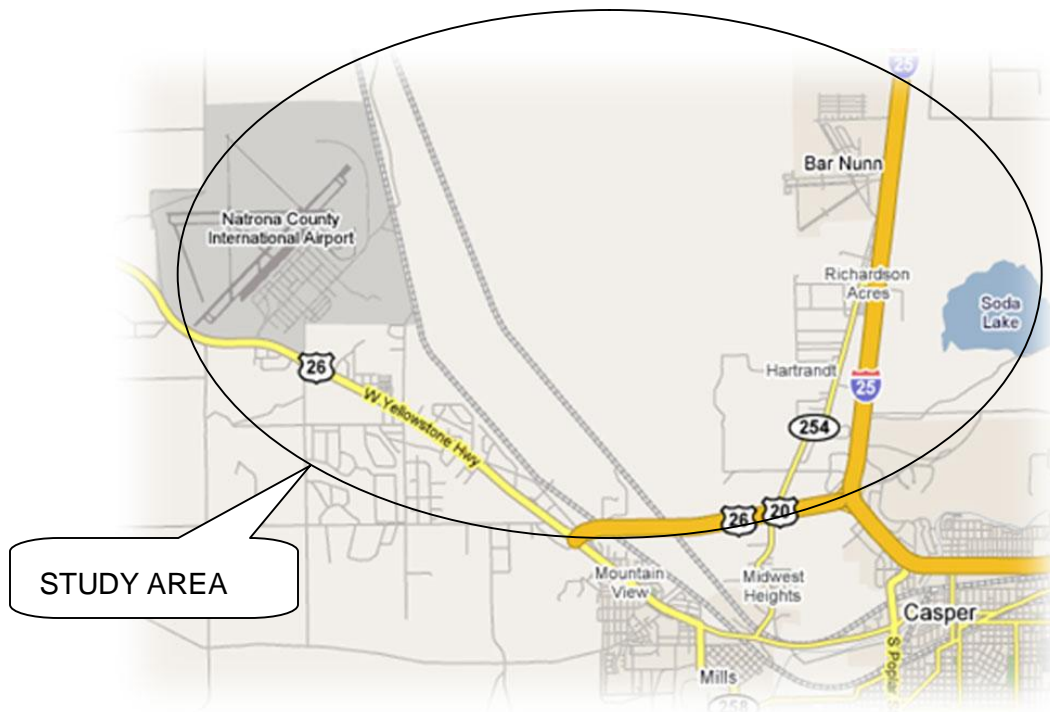 25
Bar Nunn
Natrona County
International Airport
Richardson
Acres
Soda
Lake
26
Hartrandt
25
W Yellowstone Hwy
254
26
20
STUDY AREA
Mountain
View
Midwest
Heights
Casper
S Poplar
Mills
258